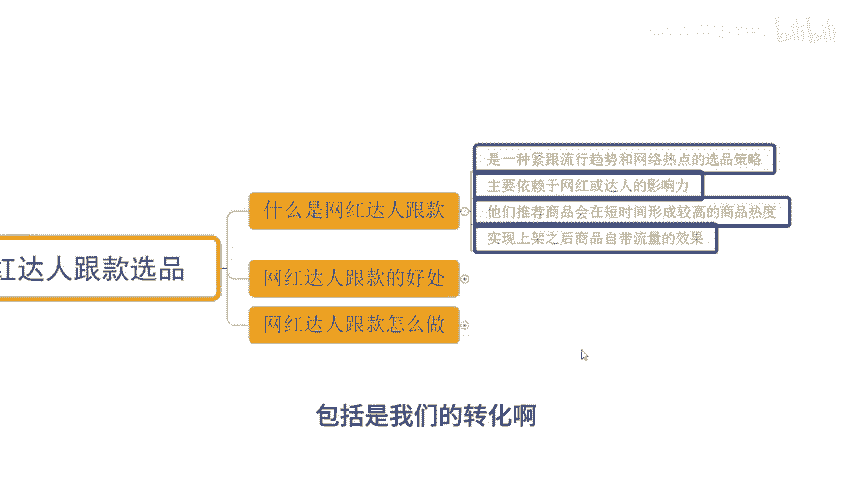 bilibili
是一种紧跟流行趋势和网络热点的选品策略
主要依赖于网红或达人的影响力
什么是网红达人跟款
他们推荐商品会在短时间形成较高的商品热度
实现上架之后商品自带流量的效果
红达人跟款选品
网红达人跟款的好处
网红达人跟款怎么做
包括是我们的转化啊